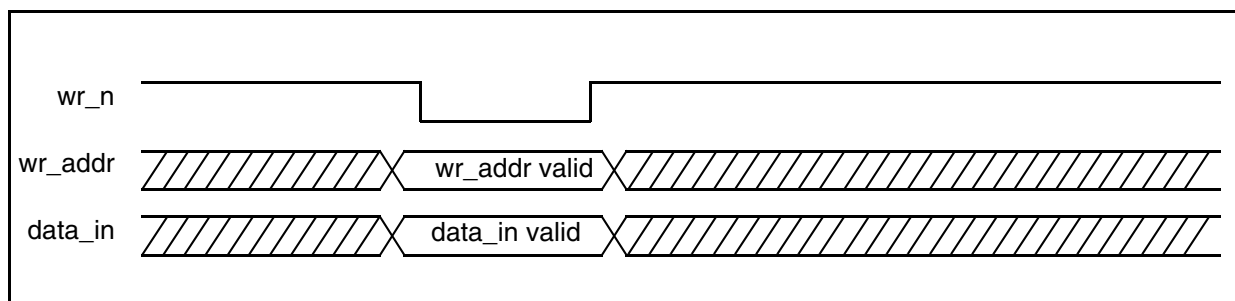 wr_n
wr_addr wr_addr valid
data_in data_in valid